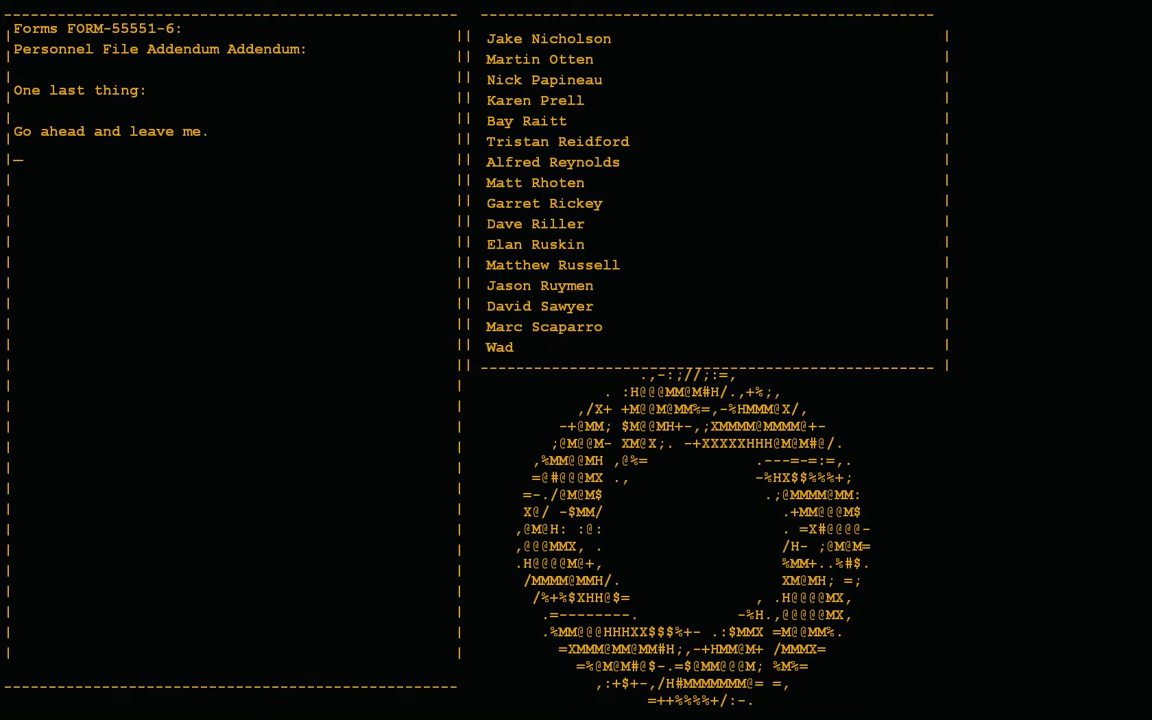 Forms FORM-55551-6:
Personnel File Addendum Addendum:
One last thing:
Go ahead and leave me.
Jake Nicholson
Martin Otten
Nick Papineau
Karen Prell
Bay Raitt
Tristan Reidford
Alfred Reynolds
Matt Rhoten
Garret Rickey
Dave Riller
Elan Ruskin
Matthew Russell
Jason Ruymen
David Sawyer
Marc Scaparro
Wad